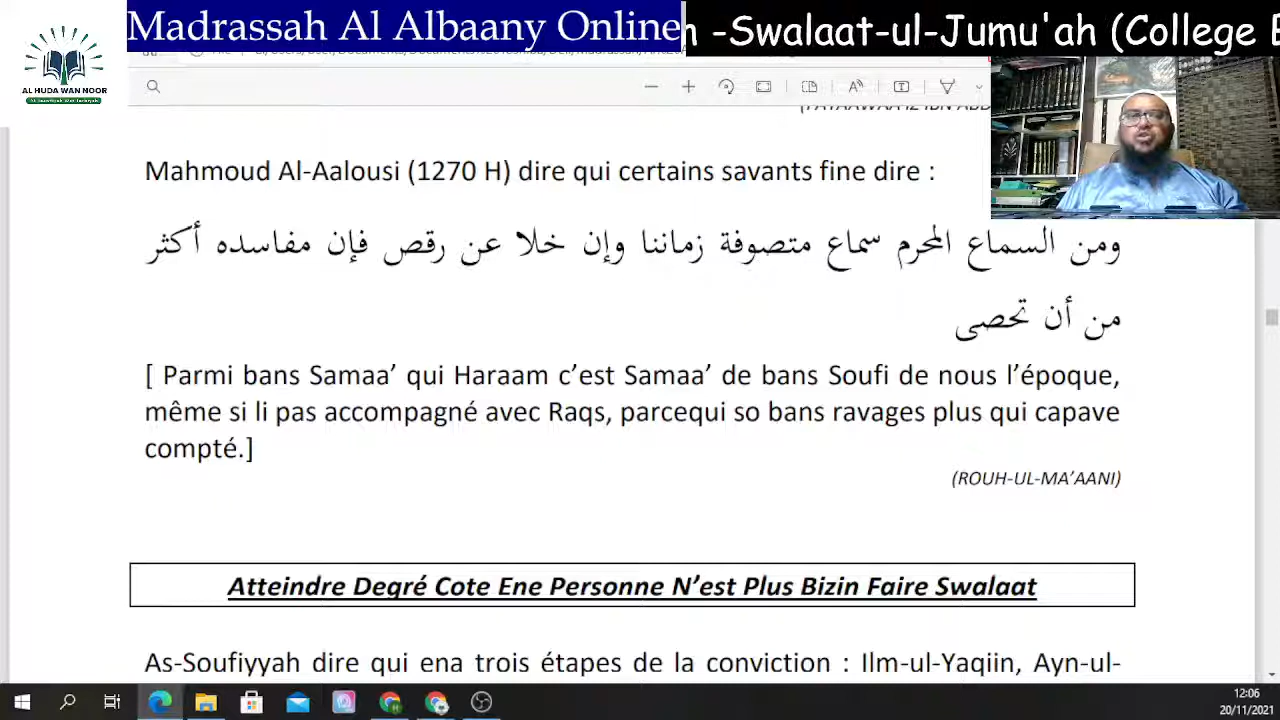 Madrassah Al Albaany Online
h -Swalaat-ul-Jumu'ah (College E
AL HUDA WAN NOOR
Mahmoud Al-Aalousi (1270 H) dire qui certains savants fine dire :
ومن السماع المحرم سماع متصوفة زماننا وإن خلا عن رقص فإن مفاسده أكثر
من أن تحصى
[ Parmi bans Samaa’ qui Haraam c’est Samaa’ de bans Soufi de nous l’époque,
même si li pas accompagné avec Raqs, parcequi so bans ravages plus qui capave
compté.]
(ROUH-UL-MA’AANI)
Atteindre Degré Cote Ene Personne N’est Plus Bizin Faire Swalaat
As-Soufiyyah dire qui ena trois étapes de la conviction : Ilm-ul-Yaqiin, Ayn-ul-
12:06
20/11/2021